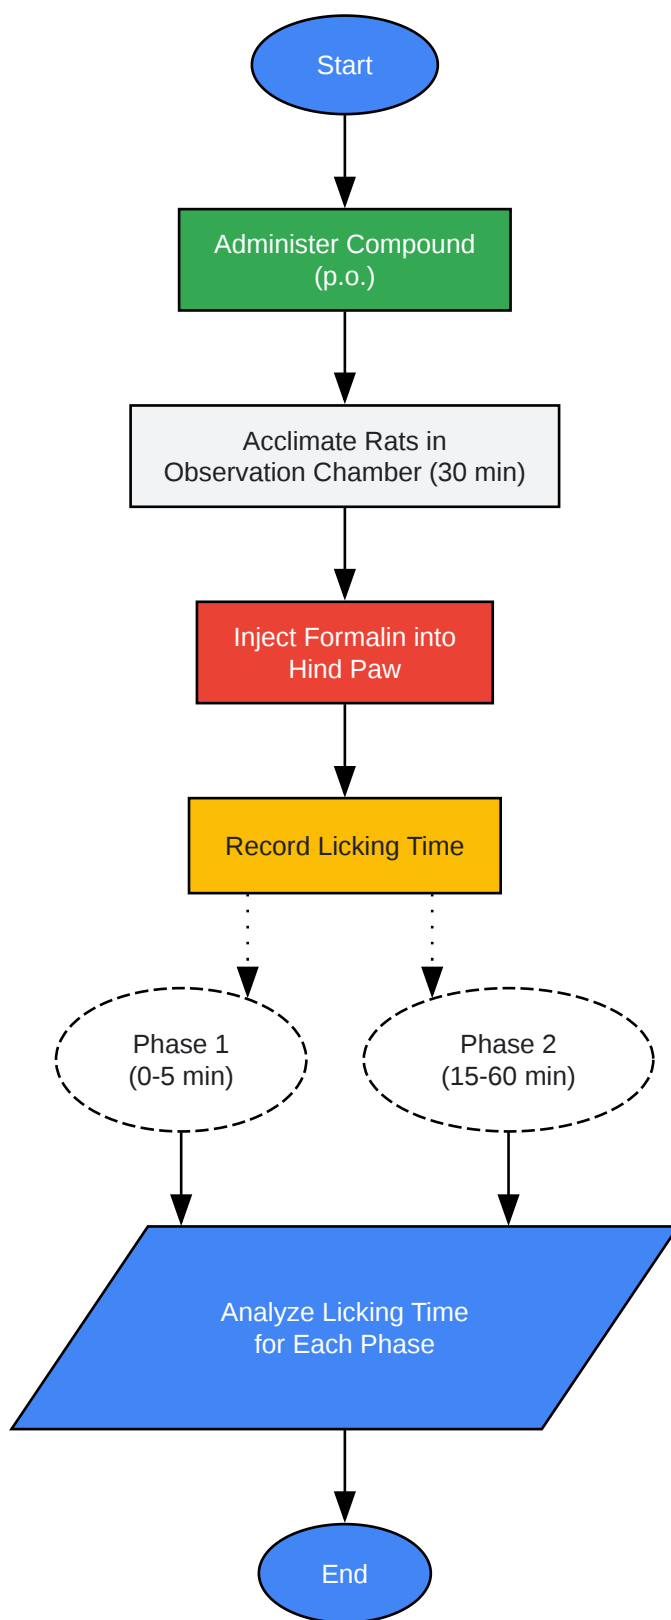 Start
Administer Compound
(p.o.)
Acclimate Rats in
Observation Chamber (30 min)
Inject Formalin into
Hind Paw
Record Licking Time
Phase 1
(0-5 min)
Phase 2
(15-60 min)
Analyze Licking Time
for Each Phase
End